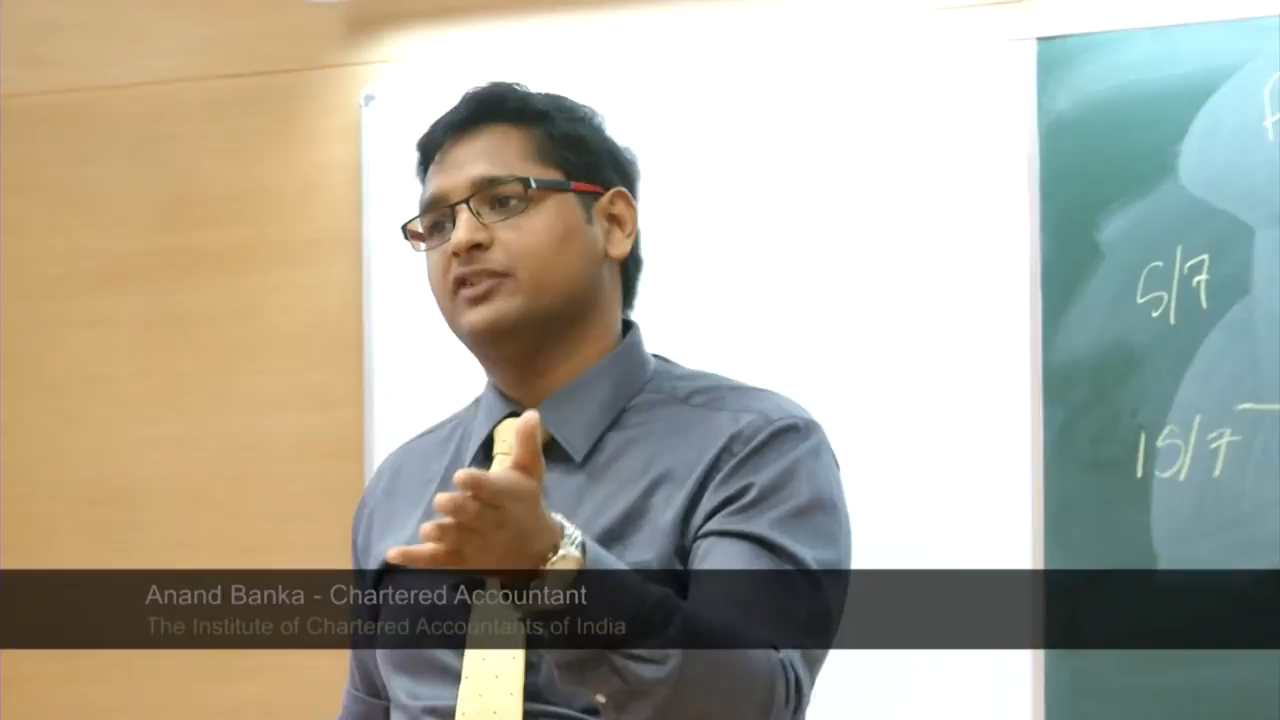 5/7
15/7
Anand Banka - Chartered Accountant
The Institute of Chartered Accountants of India